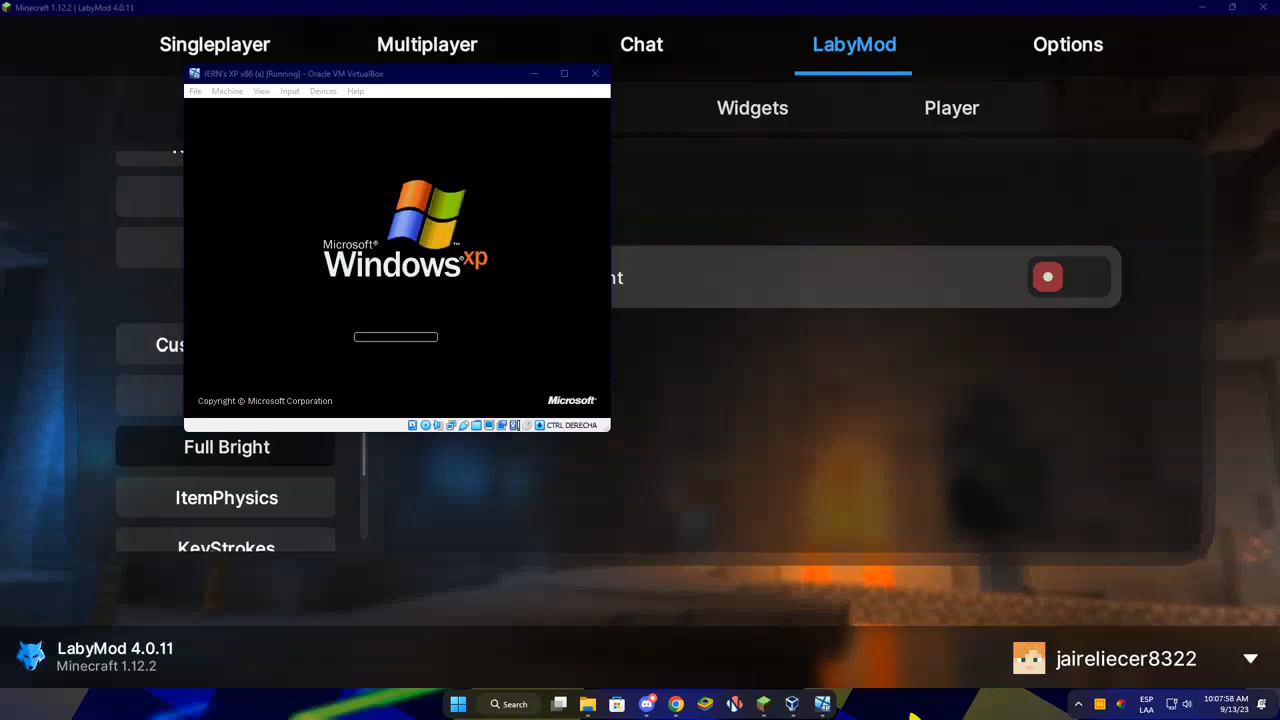 Minecraft 1.12.2 | LabyMod 4.0.11
Singleplayer
Multiplayer
Chat
LabyMod
Options
Widgets
Player
JERN's XP x86 (a) [Running] - Oracle VM VirtualBox
File
Machine
View
Input
Devices
Help
Microsoft®
Windows xp ™
Copyright © Microsoft Corporation
Microsoft
CTRL DERECHA
Full Bright
ItemPhysics
KeyStrokes
LabyMod 4.0.11
Minecraft 1.12.2
jaireliecer8322
Search
ESP
LAA
10:07:58 AM
9/13/23